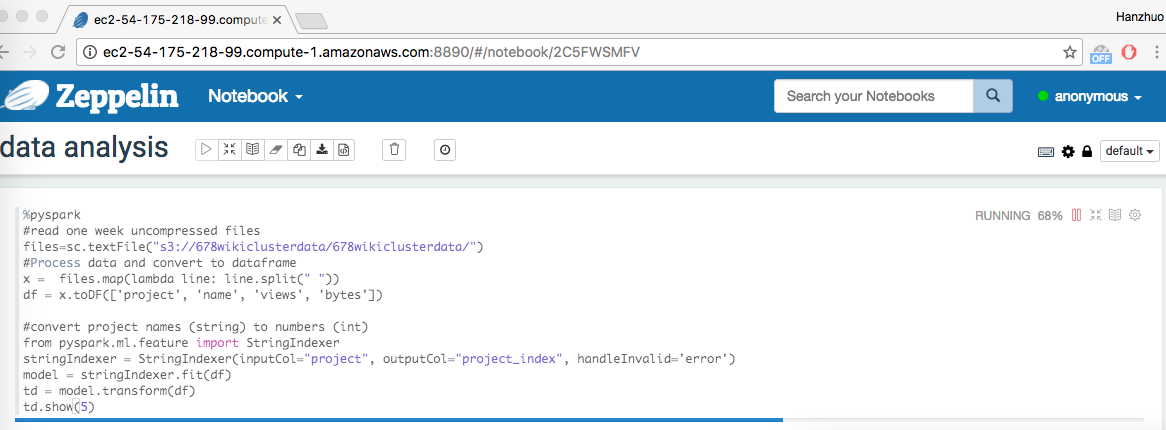 ec2-54-175-218-99.compute
Hanzhuo
ec2-54-175-218-99.compute-1.amazonaws.com:8890/#/notebook/2C5FWSMFV
OFF
Zeppelin Notebook Search your Notebooks anonymous
data analysis default
%pyspark RUNNING 68%
#read one week uncompressed files
files=sc.textFile("s3://678wikiclusterdata/678wikiclusterdata/")
#Process data and convert to dataframe
x =  files.map(lambda line: line.split(" "))
df = x.toDF(['project', 'name', 'views', 'bytes'])
#convert project names (string) to numbers (int)
from pyspark.ml.feature import StringIndexer
stringIndexer = StringIndexer(inputCol="project", outputCol="project_index", handleInvalid='error')
model = stringIndexer.fit(df)
td = model.transform(df)
td.show(5)